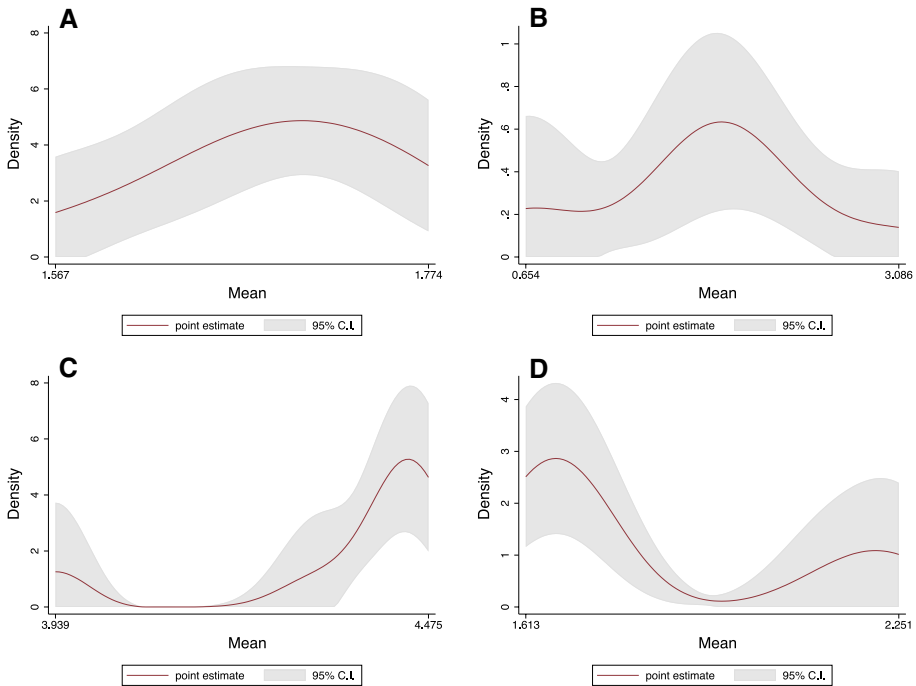 A
B
Density
0 2 4 6 8
1.567 1.774
Mean
point estimate 95% C.I.
Density
0 .2 .4 .6 .8 1
0.654 3.086
Mean
point estimate 95% C.I.
C
D
Density
0 2 4 6 8
3.939 4.475
Mean
point estimate 95% C.I.
Density
0 1 2 3 4
1.613 2.251
Mean
point estimate 95% C.I.